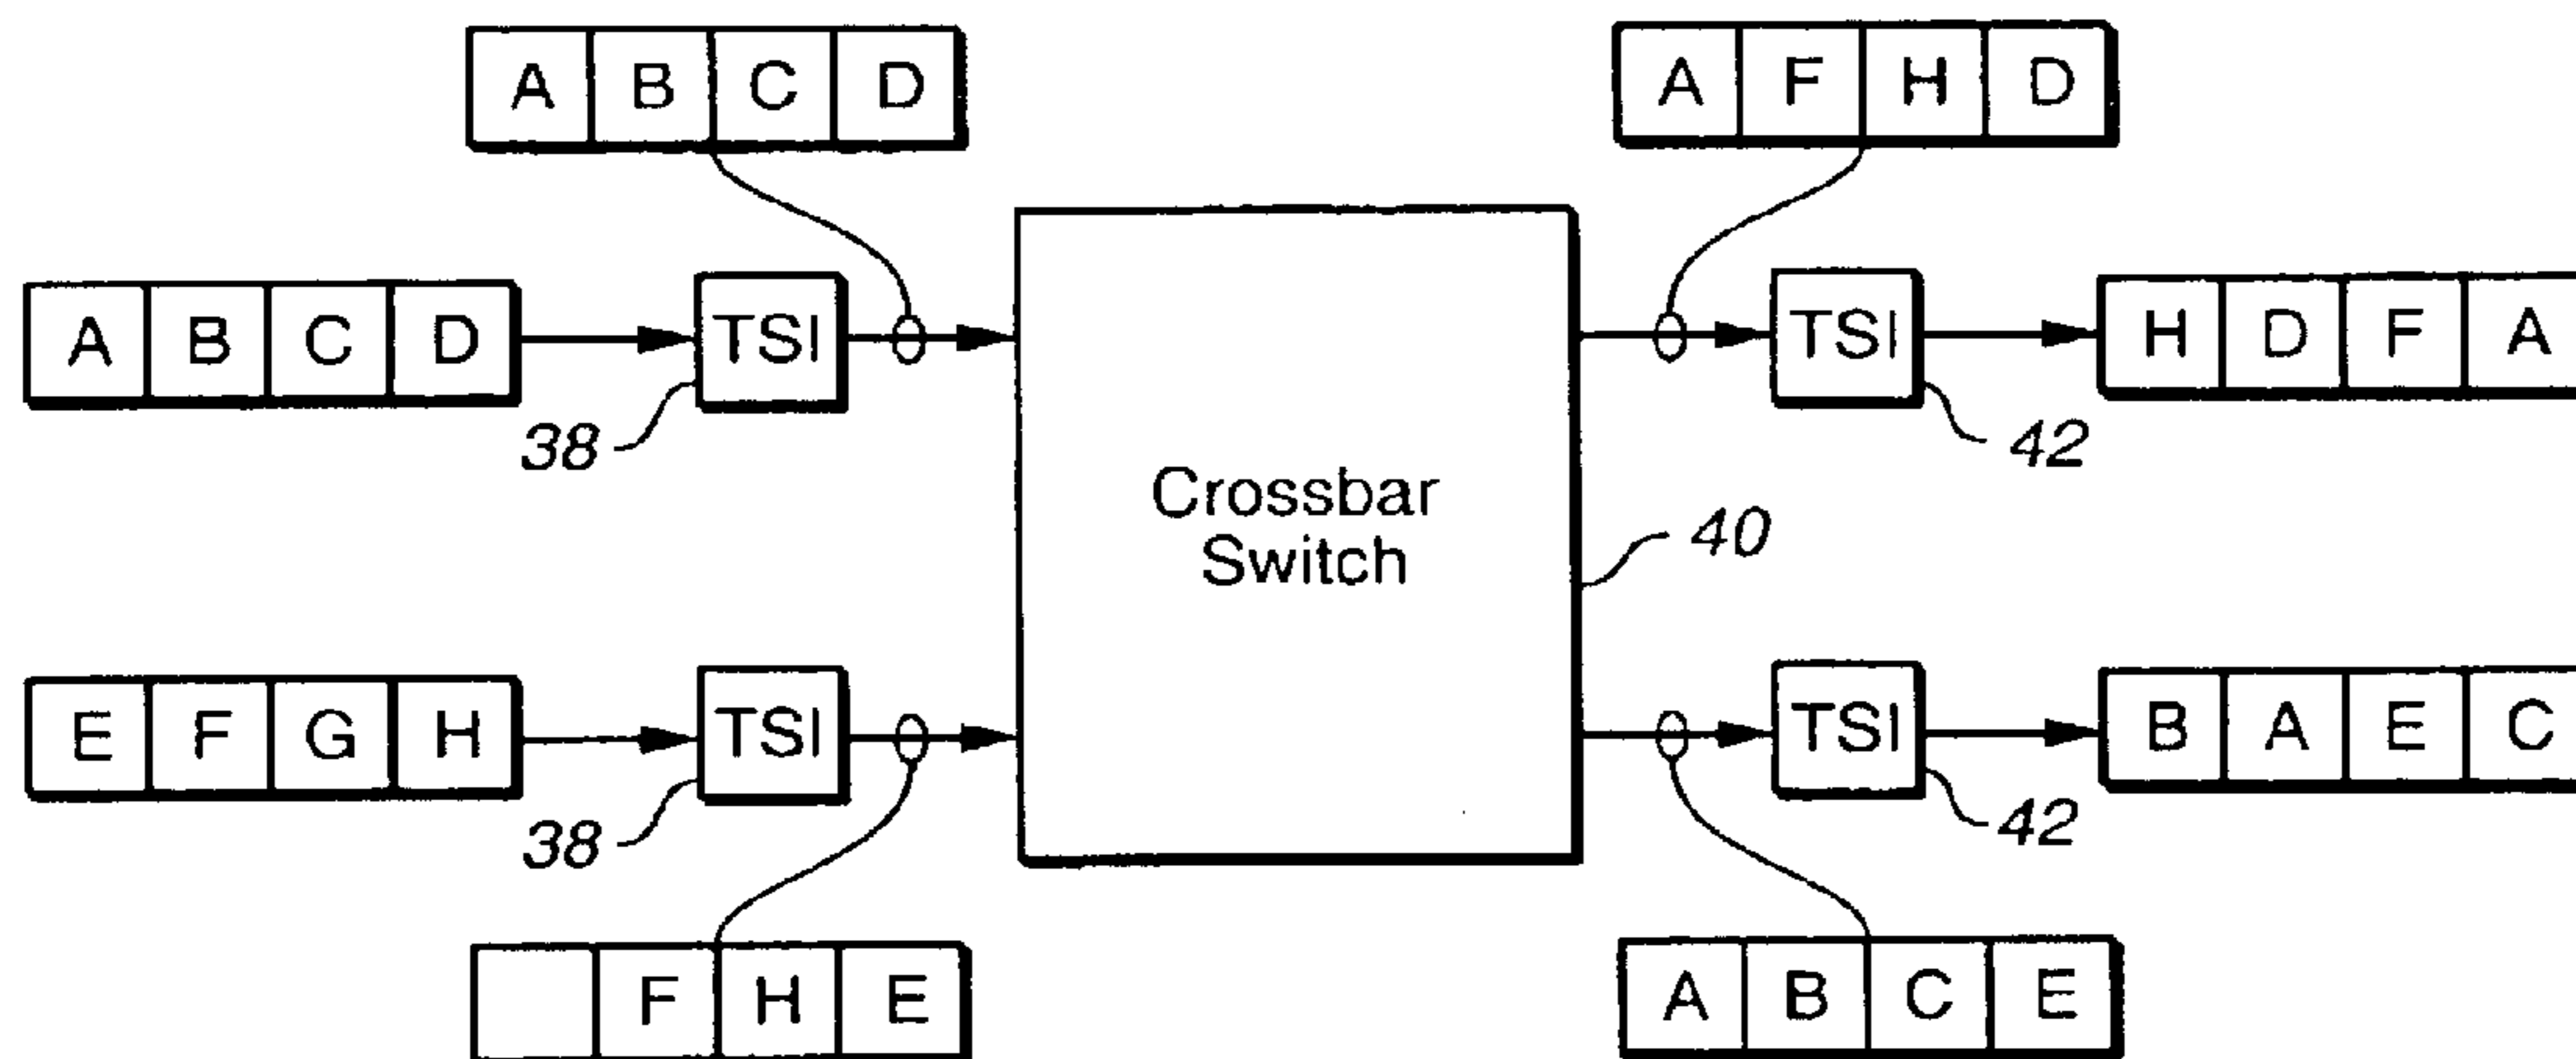 A B C D
A F H D
A B C D
TSI
TSI
H D F A
38
42
Crossbar
Switch
40
E F G H
TSI
TSI
B A E C
38
42
F H E
A B C E